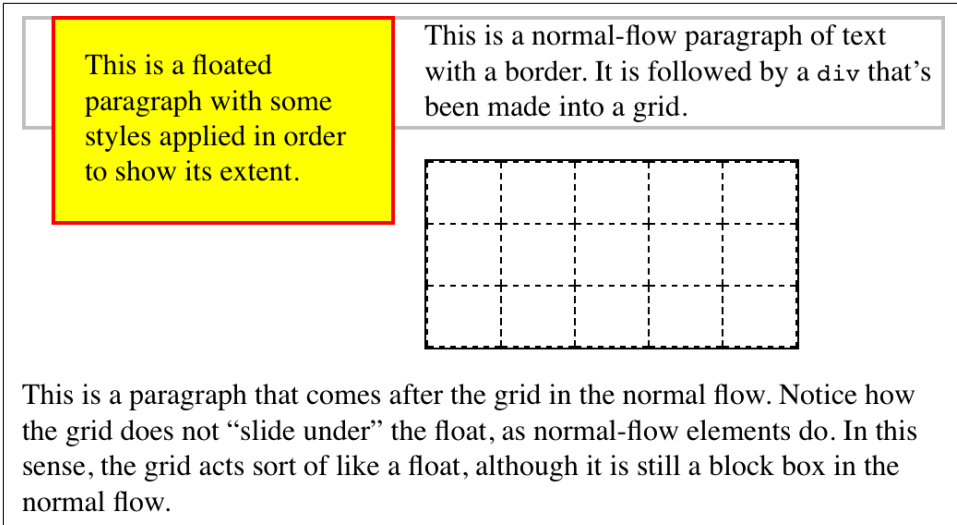 This is a floated
paragraph with some
styles applied in order
to show its extent.
This is a normal-flow paragraph of text
with a border. It is followed by a div that’s
been made into a grid.
This is a paragraph that comes after the grid in the normal flow. Notice how
the grid does not “slide under” the float, as normal-flow elements do. In this
sense, the grid acts sort of like a float, although it is still a block box in the
normal flow.